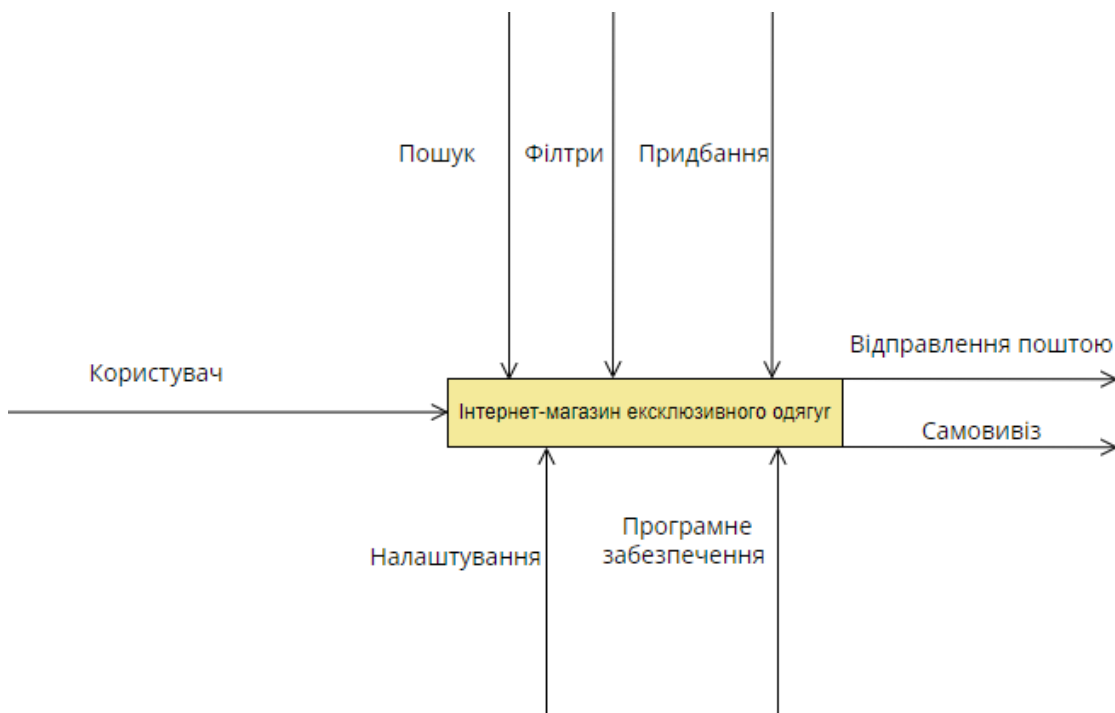 Пошук
Філтри
Придбання
Відправлення поштою
Користувач
Інтернет-магазин ексклюзивного одягуг
Самовивіз
Налаштування
Програмне
забезпечення